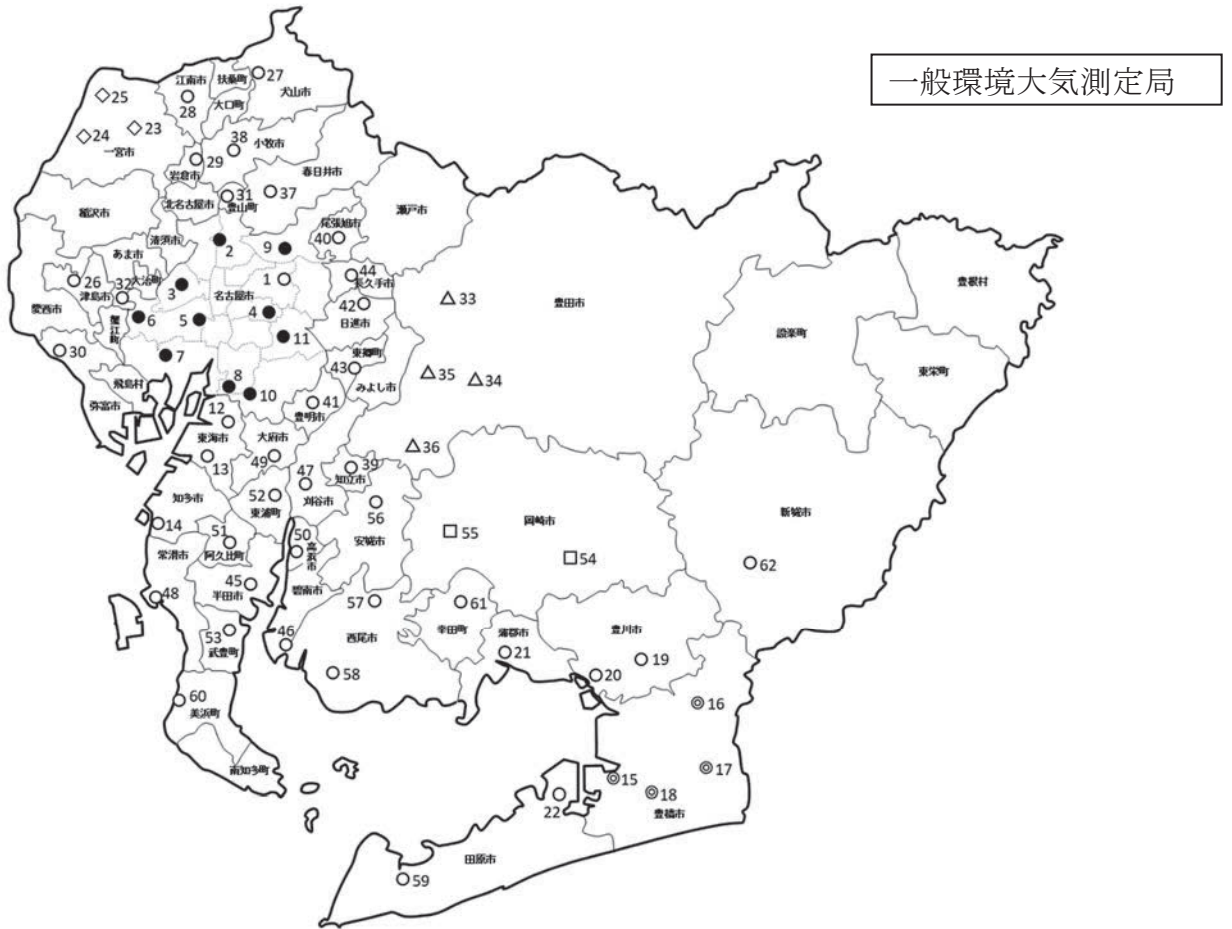 一般環境大気測定局
27
江南市
扶桑町
犬山市
25
28
大口町
24
23
一宮市
38
小牧市
29
岩倉市
春日井市
31
37
北名古屋市
豊山町
稲沢市
瀬戸市
尾張旭市
清須市
2
9
40
あま市
26
32
大治町
津島市
3
1
名古屋市
44
長久手市
33
豊田市
豊根村
愛西市
6
5
4
42
日進市
設楽町
蟹江町
11
30
7
東郷町
43
35
34
東栄町
飛島村
8
みよし市
弥富市
10
41
豊明市
12
東海市
大府市
36
13
49
47
39
知立市
知多市
52
東浦町
刈谷市
56
岡崎市
新城市
14
51
50
高浜市
安城市
55
常滑市
阿久比町
54
62
45
半田市
碧南市
48
57
61
53
武豊町
46
西尾市
幸田町
蒲郡市
豊川市
21
19
58
20
60
美浜町
16
南知多町
17
15
22
18
豊橋市
田原市
59